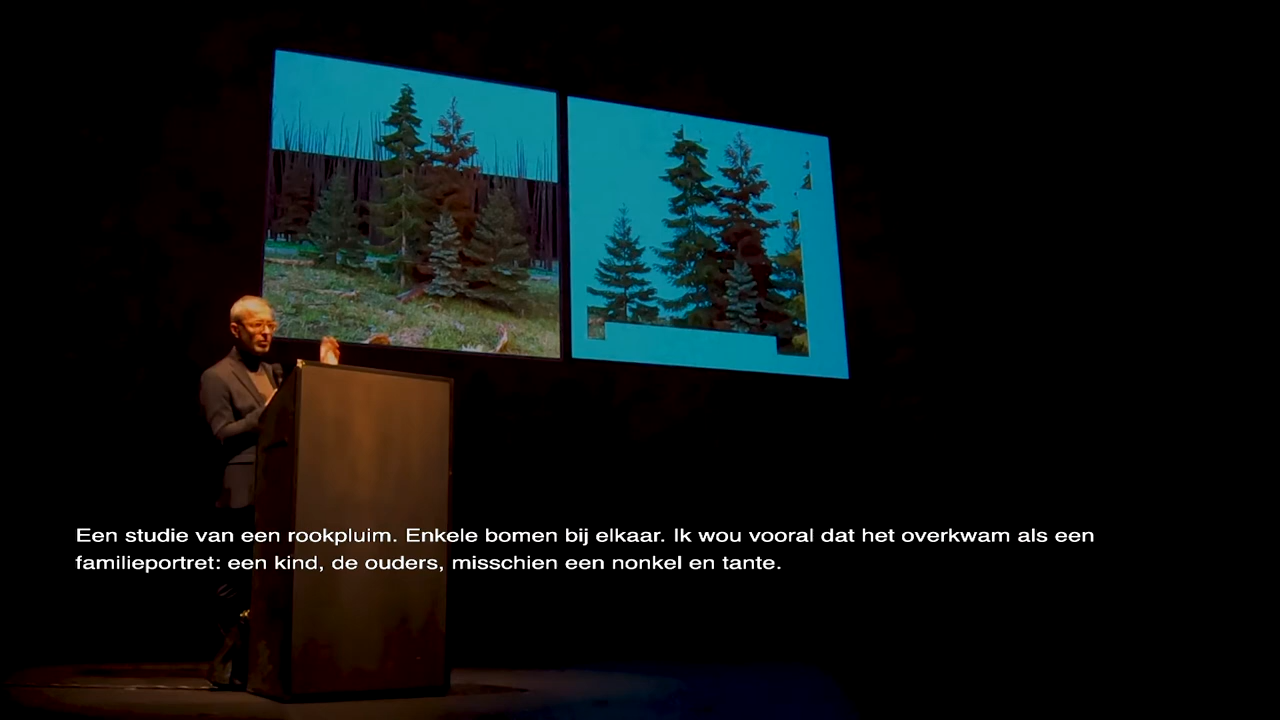 Een studie van een rookpluim. Enkele bomen bij elkaar. Ik wou vooral dat het overkwam als een
familieportret: een kind, de ouders, misschien een nonkel en tante.